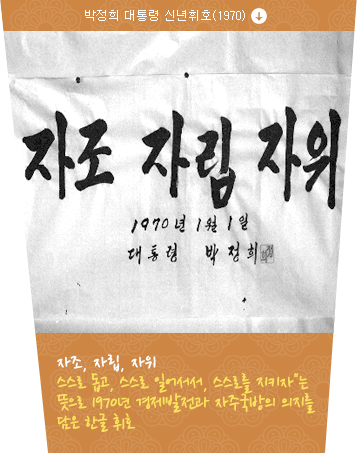 박정희 대통령 신년휘호(1970)
자조 자립 자위
1970년 1월 1일
대통령 박정희
자조, 자립, 자위
스스로 돕고, 스스로 일어서서, 스스로를 지키자"는
뜻으로 1970년 경제발전과 자주국방의 의지를
담은 한글 휘호